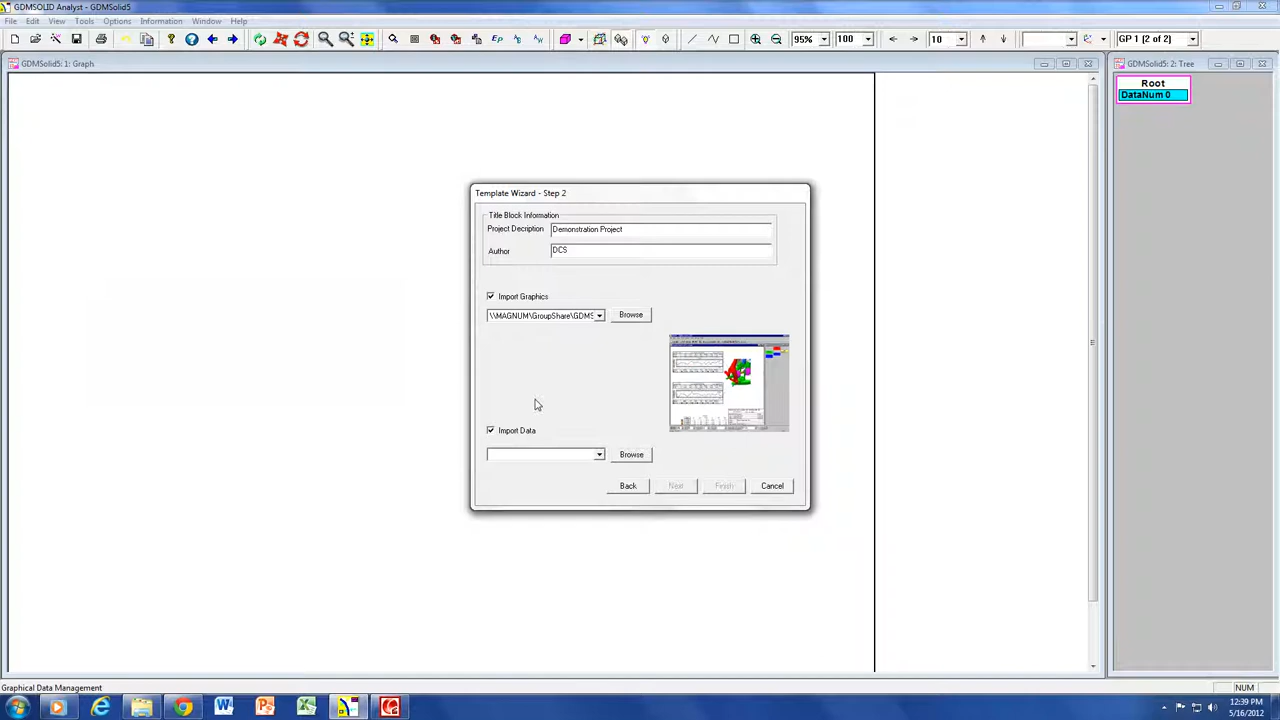 GDMSOLID Analyst - GDMSolid5
File Edit View Tools Options Information Window Help
95% 100 10 GP 1 (2 of 2)
GDMSolid5: 1: Graph
GDMSolid5: 2: Tree
Root
DataNum 0
Template Wizard - Step 2
Title Block Information
Project Decription Demonstration Project
Author DCS
Import Graphics
\\MAGNUM\GroupShare\GDMS Browse
Import Data
Browse
Back Next Finish Cancel
Graphical Data Management
NUM
12:39 PM
5/16/2012